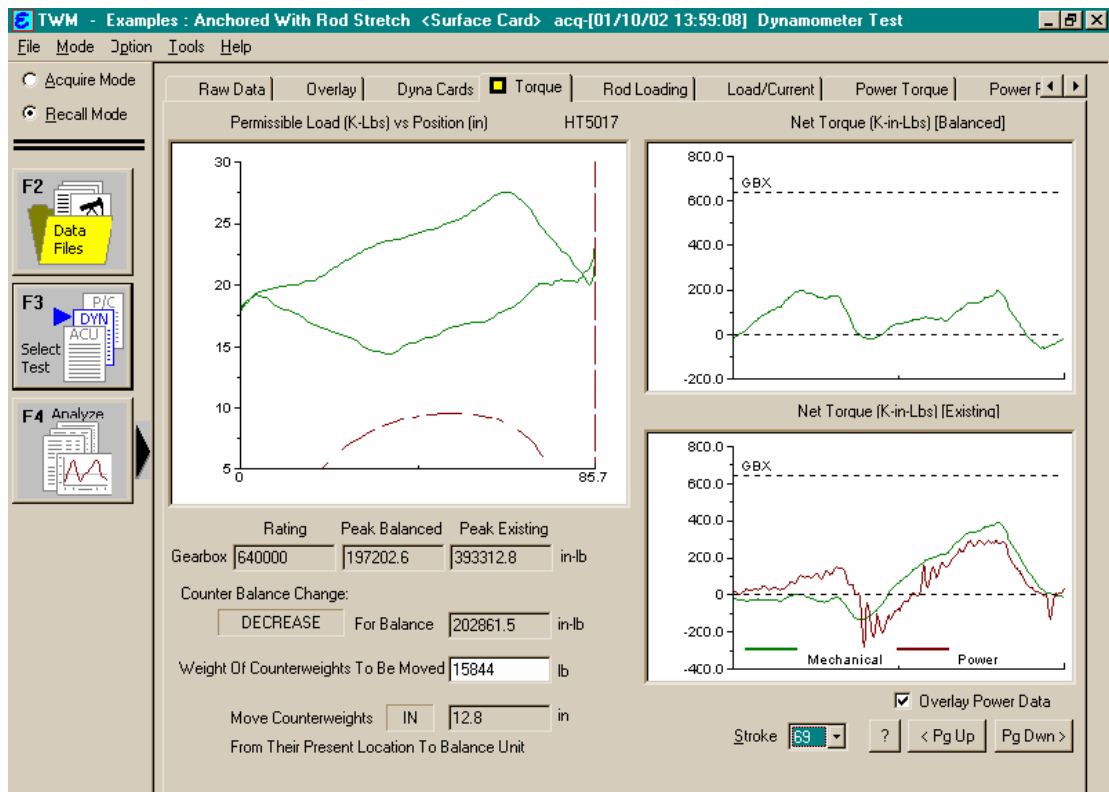 TWM - Examples : Anchored With Rod Stretch <Surface Card> acq-[01/10/02 13:59:08] Dynamometer Test
File Mode Option Tools Help
Acquire Mode
Recall Mode
F2
Data
Files
F3
P/C
DYN
ACU
Select
Test
F4 Analyze
Raw Data Overlay Dyna Cards Torque Rod Loading Load/Current Power Torque Power F
Permissible Load (K-Lbs) vs Position (in) HT5017
30
25
20
15
10
5
0 85.7
Net Torque (K-in-Lbs) [Balanced]
800.0
GBX
600.0
400.0
200.0
0
-200.0
Net Torque (K-in-Lbs) [Existing]
800.0
GBX
600.0
400.0
200.0
0
-200.0
-400.0
Mechanical Power
Rating Peak Balanced Peak Existing
Gearbox 640000 197202.6 393312.8 in-lb
Counter Balance Change:
DECREASE For Balance 202861.5 in-lb
Weight Of Counterweights To Be Moved 15844 lb
Move Counterweights IN 12.8 in
From Their Present Location To Balance Unit
Overlay Power Data
Stroke 69 ? < Pg Up Pg Dwn >